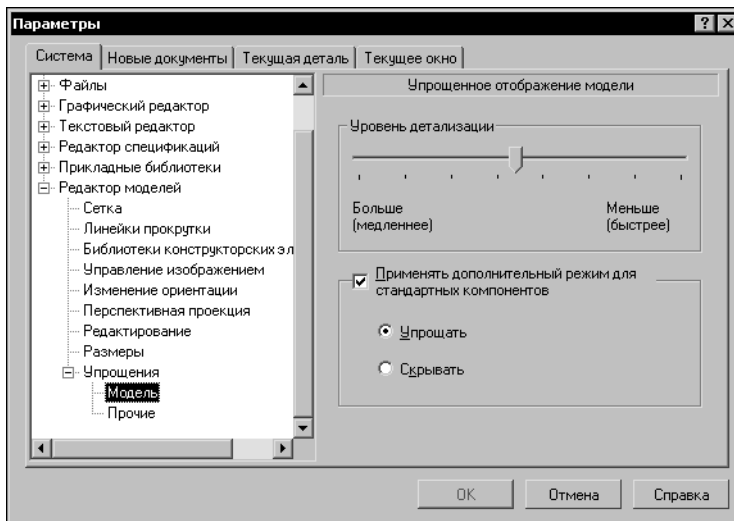 Параметры
Система Новые документы Текущая деталь Текущее окно
Файлы
Графический редактор
Текстовый редактор
Редактор спецификаций
Прикладные библиотеки
Редактор моделей
Сетка
Линейки прокрутки
Библиотеки конструкторских эл
Управление изображением
Изменение ориентации
Перспективная проекция
Редактирование
Размеры
Упрощения
Модель
Прочие
Упрощенное отображение модели
Уровень детализации
Больше
(медленнее)
Меньше
(быстрее)
Применять дополнительный режим для
стандартных компонентов
Упрощать
Скрывать
OK Отмена Справка